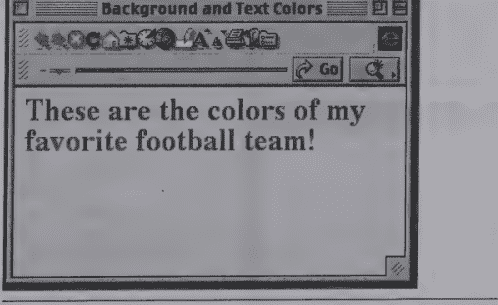 Background and Text Colors
Go
These are the colors of my
favorite football team!